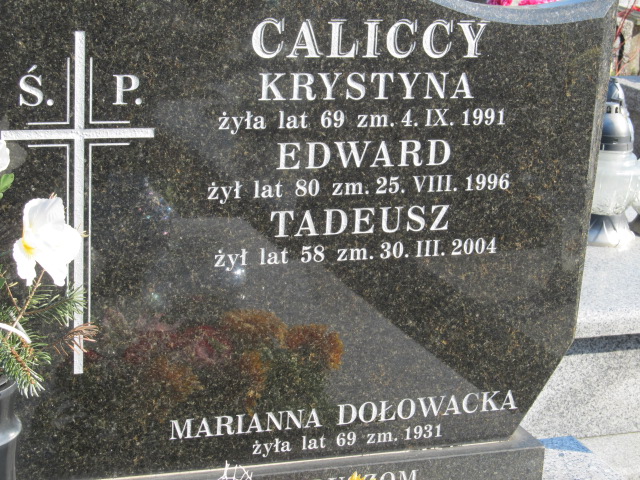 CALICCY
Ś. P.
KRYSTYNA
żyła lat 69 zm. 4. IX. 1991
EDWARD
żył lat 80 zm. 25. VIII. 1996
TADEUSZ
żył lat 58 zm. 30. III. 2004
MARIANNA DOŁOWACKA
żyła lat 69 zm. 1931